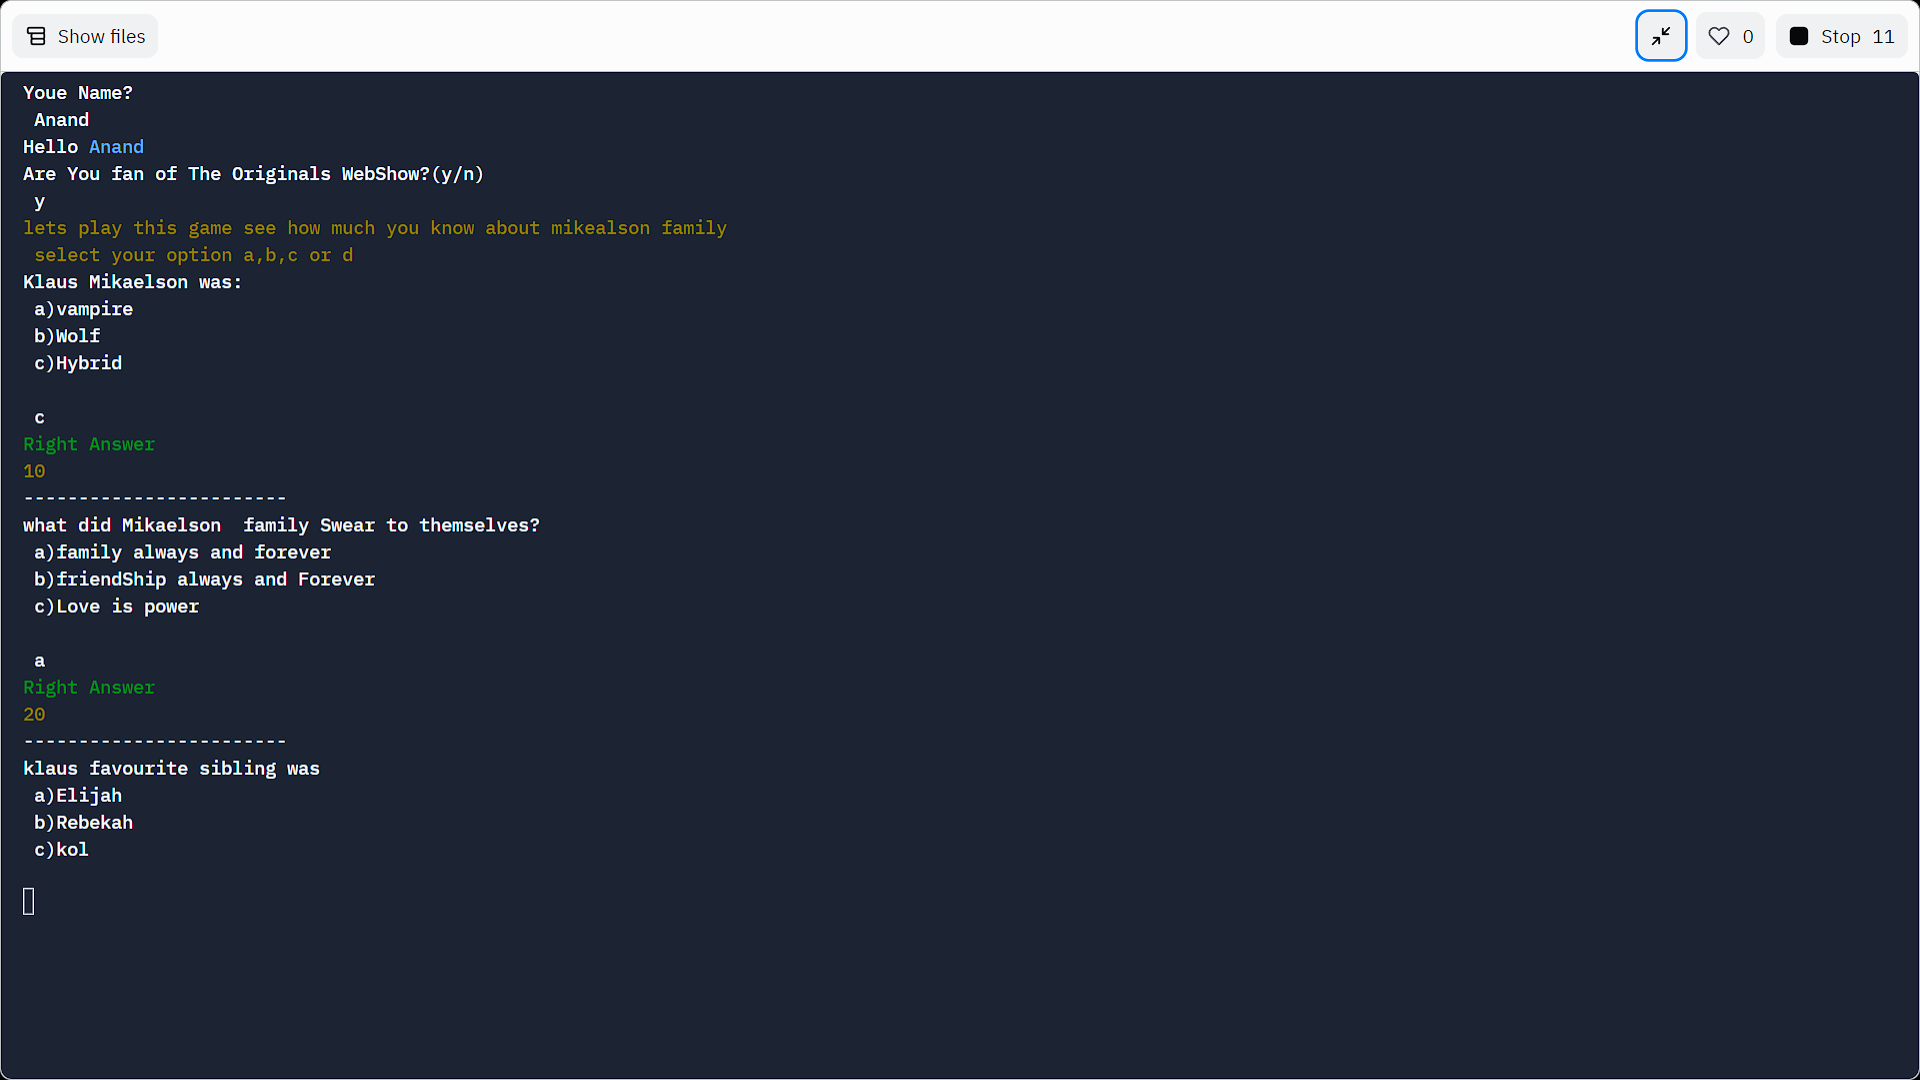 Show files
0
Stop 11
Youe Name?
Anand
Hello Anand
Are You fan of The Originals WebShow?(y/n)
y
lets play this game see how much you know about mikealson family
select your option a,b,c or d
Klaus Mikaelson was:
a)vampire
b)Wolf
c)Hybrid
c
Right Answer
10
------------------------
what did Mikaelson  family Swear to themselves?
a)family always and forever
b)friendShip always and Forever
c)Love is power
a
Right Answer
20
------------------------
klaus favourite sibling was
a)Elijah
b)Rebekah
c)kol